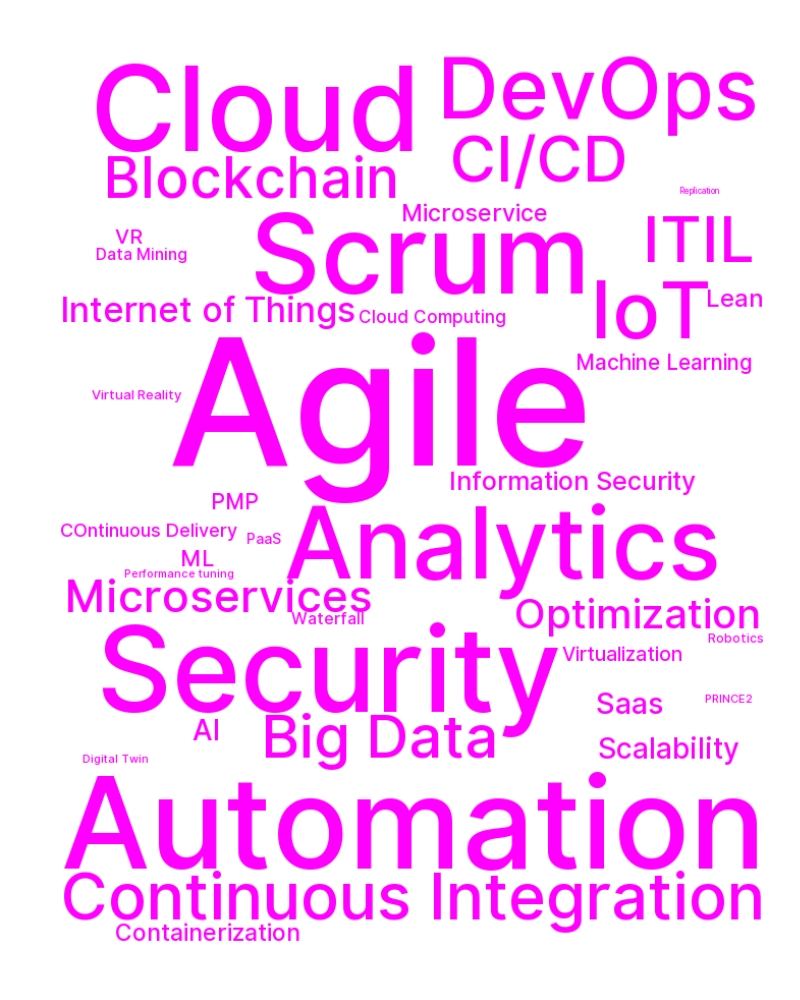 Cloud
DevOps
CI/CD
Blockchain
Replication
Microservice
Scrum
ITIL
VR
Data Mining
IoT
Lean
Internet of Things
Cloud Computing
Agile
Machine Learning
Virtual Reality
Information Security
PMP
Analytics
COntinuous Delivery
PaaS
ML
Performance tuning
Microservices
Waterfall
Optimization
Robotics
Security
Virtualization
Saas
PRINCE2
AI
Big Data
Scalability
Digital Twin
Automation
Continuous Integration
Containerization